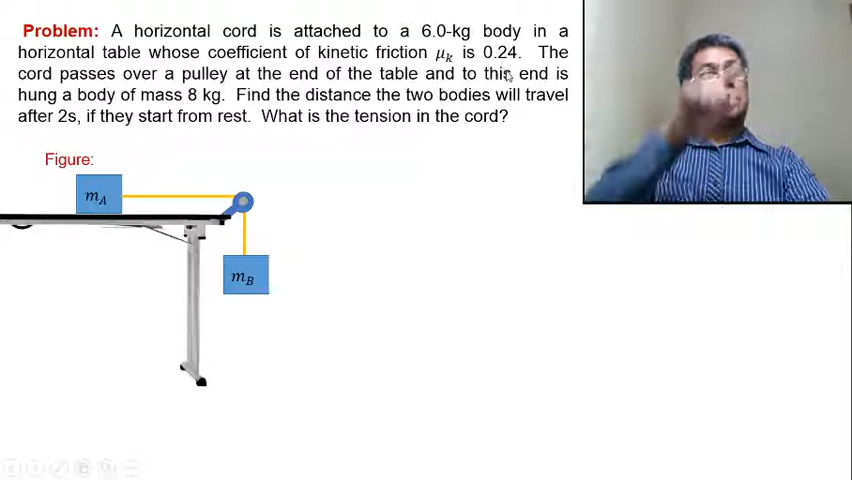 Problem: A horizontal cord is attached to a 6.0-kg body in a
horizontal table whose coefficient of kinetic friction μₖ is 0.24. The
cord passes over a pulley at the end of the table and to this end is
hung a body of mass 8 kg. Find the distance the two bodies will travel
after 2s, if they start from rest. What is the tension in the cord?
Figure:
m_A
m_B